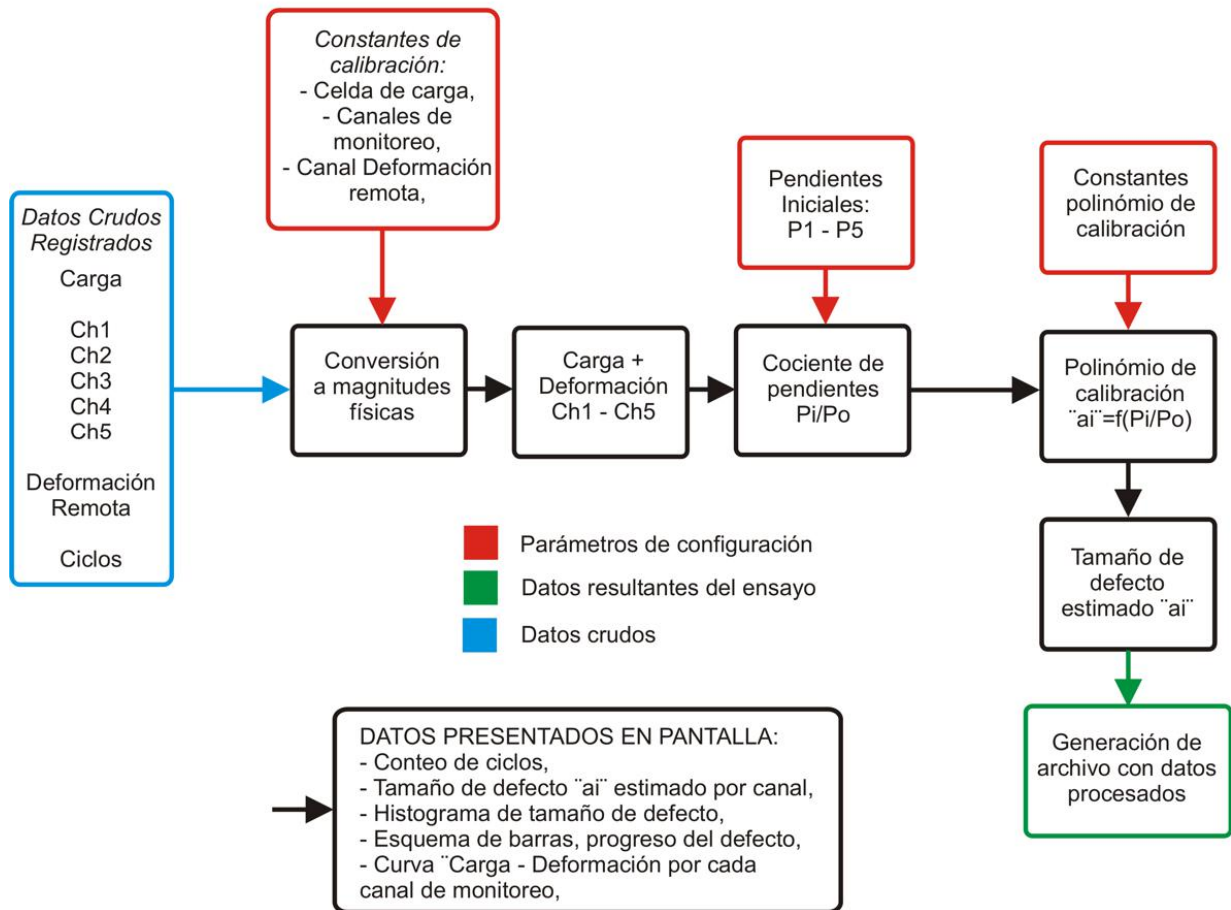 Datos Crudos
Registrados
Carga
Ch1
Ch2
Ch3
Ch4
Ch5
Deformación
Remota
Ciclos
Constantes de
calibración:
- Celda de carga,
- Canales de
monitoreo,
- Canal Deformación
remota,
Conversión
a magnitudes
físicas
Carga +
Deformación
Ch1 - Ch5
Pendientes
Iniciales:
P1 - P5
Cociente de
pendientes
Pi/Po
Constantes
polinómio de
calibración
Polinómio de
calibración
¨ai¨=f(Pi/Po)
Tamaño de
defecto
estimado ¨ai¨
Generación de
archivo con datos
procesados
Parámetros de configuración
Datos resultantes del ensayo
Datos crudos
DATOS PRESENTADOS EN PANTALLA:
- Conteo de ciclos,
- Tamaño de defecto ¨ai¨ estimado por canal,
- Histograma de tamaño de defecto,
- Esquema de barras, progreso del defecto,
- Curva ¨Carga - Deformación por cada
canal de monitoreo,